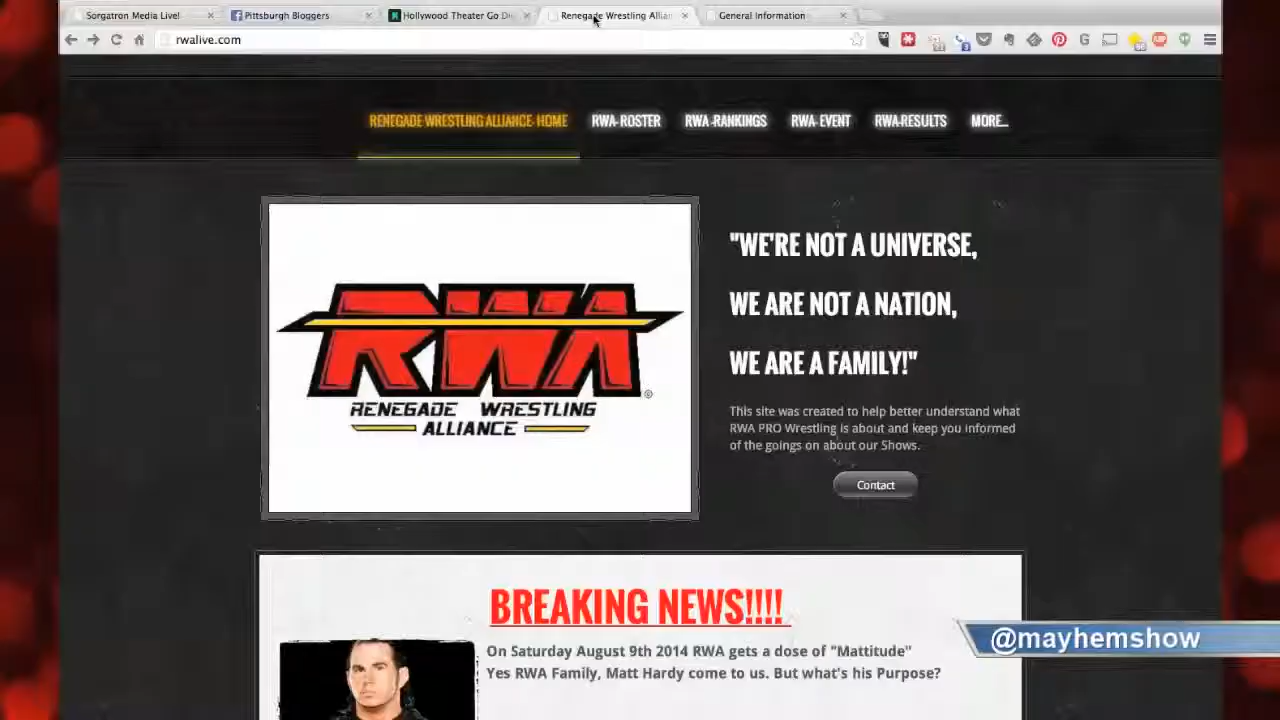 Sorgatron Media Live!
Pittsburgh Bloggers
Hollywood Theater Go Di
Renegade Wrestling Allian
General Information
rwalive.com
RENEGADE WRESTLING ALLIANCE- HOME
RWA- ROSTER
RWA-RANKINGS
RWA- EVENT
RWA-RESULTS
MORE...
"WE'RE NOT A UNIVERSE,
WE ARE NOT A NATION,
WE ARE A FAMILY!"
RWA
®
RENEGADE WRESTLING
ALLIANCE
This site was created to help better understand what
RWA PRO Wrestling is about and keep you informed
of the goings on about our Shows.
Contact
BREAKING NEWS!!!!
On Saturday August 9th 2014 RWA gets a dose of "Mattitude"
Yes RWA Family, Matt Hardy come to us. But what's his Purpose?
@mayhemshow